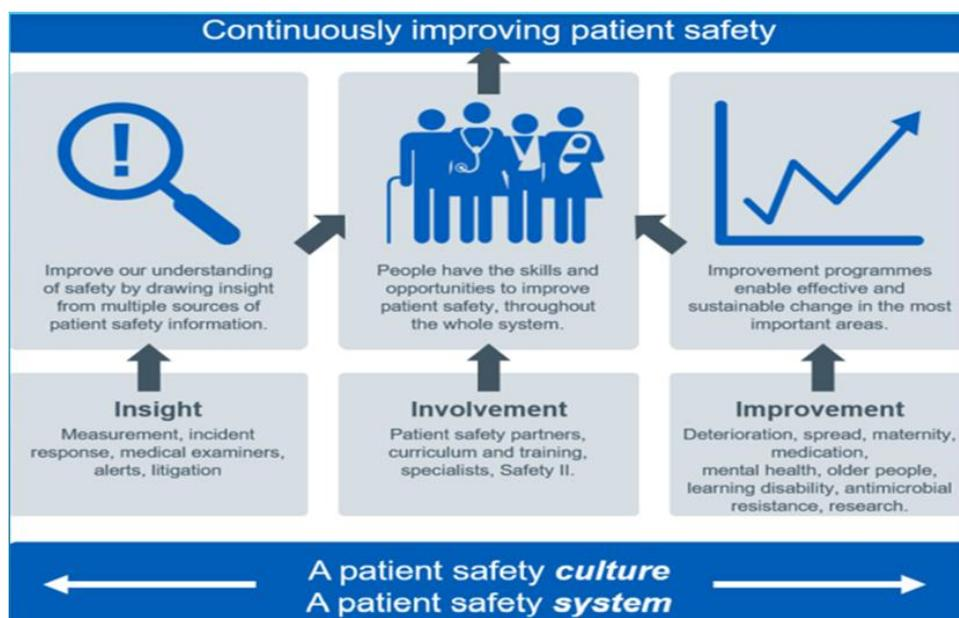 Continuously improving patient safety
!
Improve our understanding
of safety by drawing insight
from multiple sources of
patient safety information.
People have the skills and
opportunities to improve
patient safety, throughout
the whole system.
Improvement programmes
enable effective and
sustainable change in the most
important areas.
Insight
Measurement, incident
response, medical examiners,
alerts, litigation
Involvement
Patient safety partners,
curriculum and training,
specialists, Safety II.
Improvement
Deterioration, spread, maternity,
medication,
mental health, older people,
learning disability, antimicrobial
resistance, research.
A patient safety culture
A patient safety system